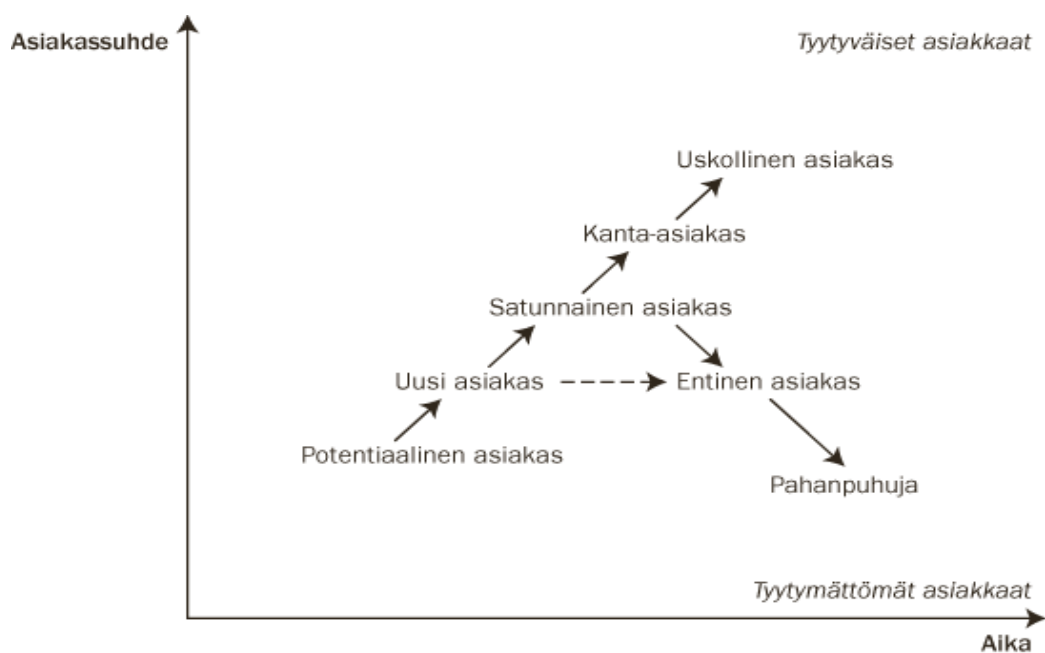 Asiakassuhde
Tyytyväiset asiakkaat
Uskollinen asiakas
Kanta-asiakas
Satunnainen asiakas
Uusi asiakas
Entinen asiakas
Potentiaalinen asiakas
Pahanpuhuja
Tyytymättömät asiakkaat
Aika